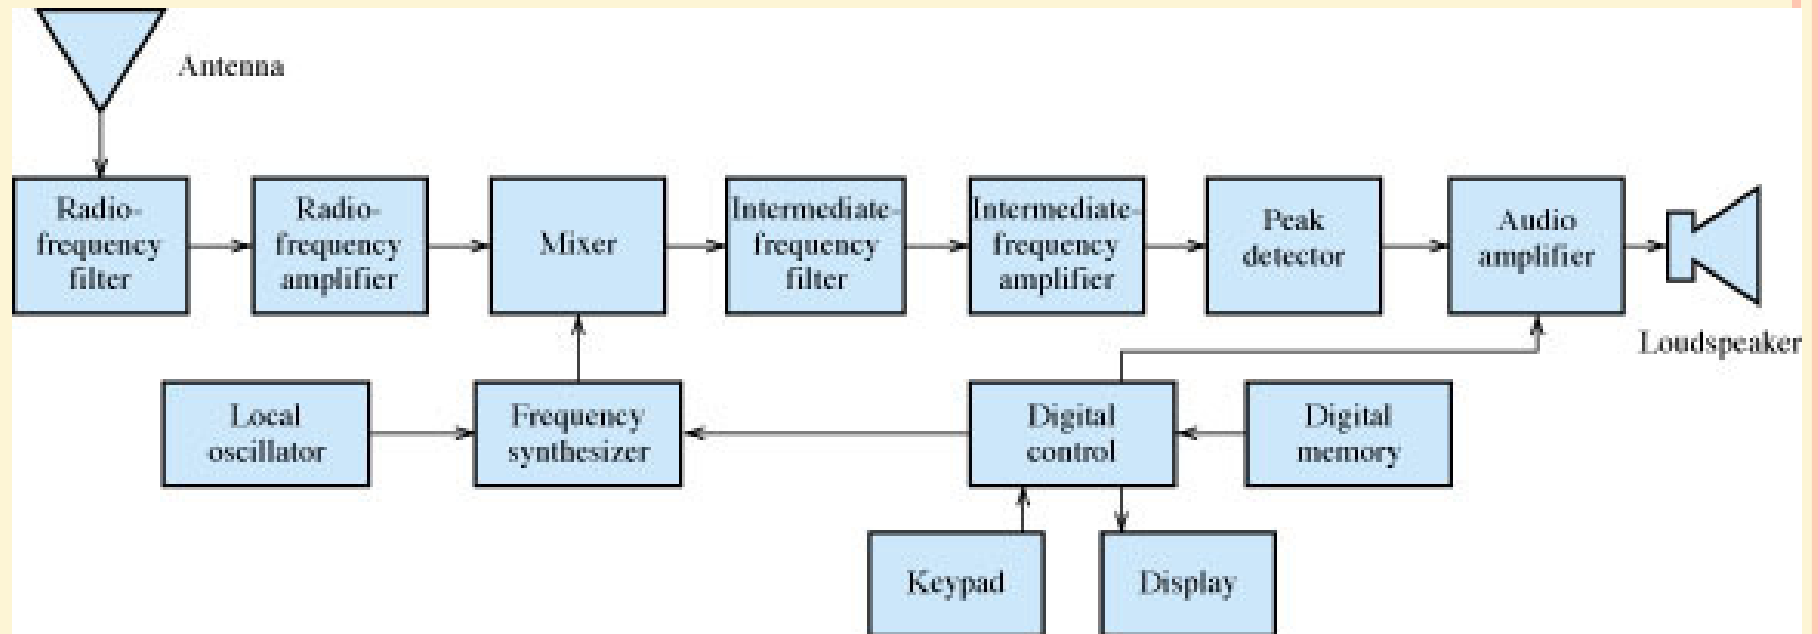 Antenna
Radio-
frequency
filter
Radio-
frequency
amplifier
Mixer
Intermediate-
frequency
filter
Intermediate-
frequency
amplifier
Peak
detector
Audio
amplifier
Loudspeaker
Local
oscillator
Frequency
synthesizer
Digital
control
Digital
memory
Keypad
Display